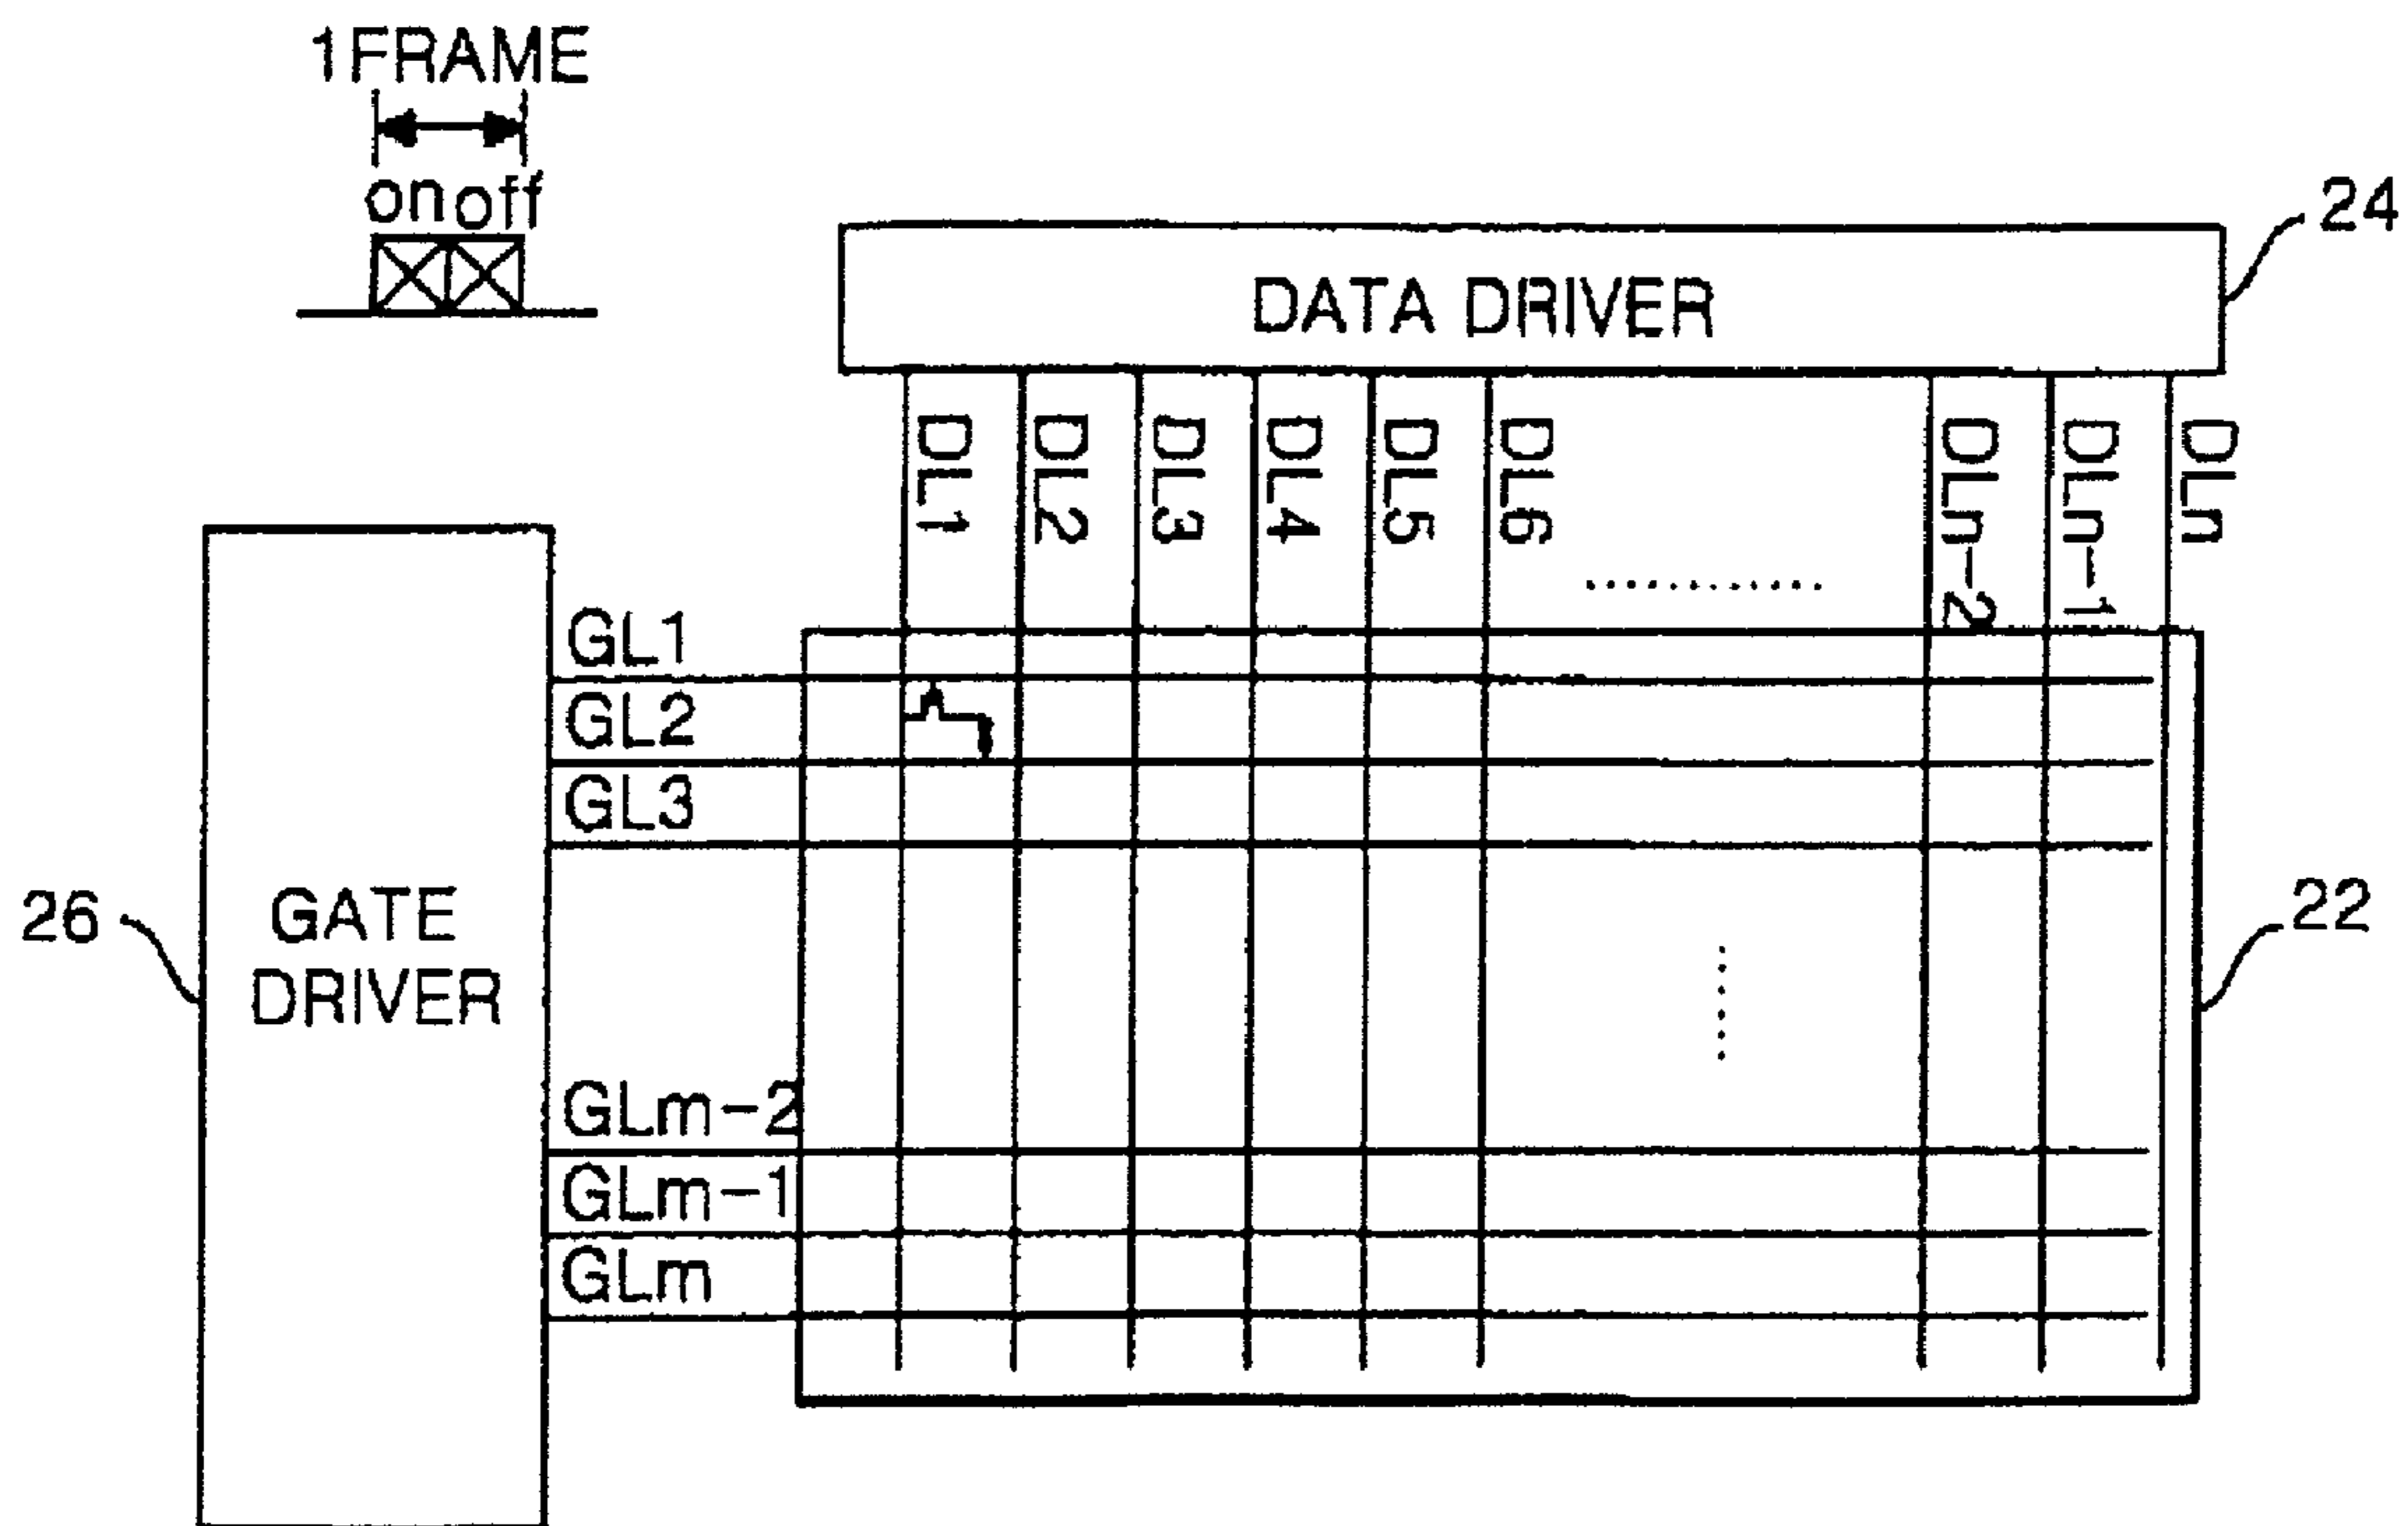 1FRAME
on off
24
DATA DRIVER
DL1
DL2
DL3
DL4
DL5
DL6
DLn-2
DLn-1
DLn
GL1
GL2
GL3
26
GATE
DRIVER
22
GLm-2
GLm-1
GLm